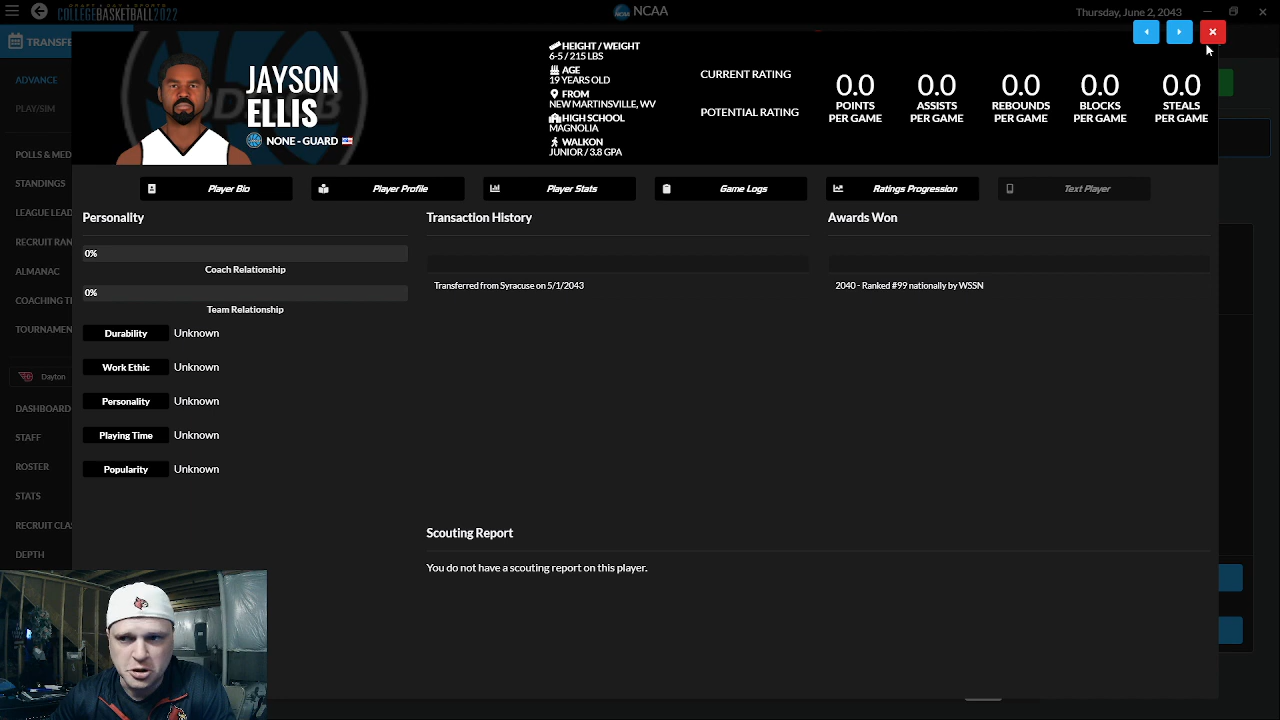 DRAFT DAY SPORTS
COLLEGEBASKETBALL2022
NCAA
Thursday, June 2, 2043
TRANSFE
ADVANCE
PLAY/SIM
POLLS & MED
STANDINGS
LEAGUE LEAD
RECRUIT RAN
ALMANAC
COACHING T
TOURNAMEN
Dayton
DASHBOARD
STAFF
ROSTER
STATS
RECRUIT CLA
DEPTH
JAYSON
ELLIS
NONE - GUARD
HEIGHT / WEIGHT
6-5 / 215 LBS
AGE
19 YEARS OLD
FROM
NEW MARTINSVILLE, WV
HIGH SCHOOL
MAGNOLIA
WALKON
JUNIOR / 3.8 GPA
CURRENT RATING
POTENTIAL RATING
0.0
POINTS
PER GAME
0.0
ASSISTS
PER GAME
0.0
REBOUNDS
PER GAME
0.0
BLOCKS
PER GAME
0.0
STEALS
PER GAME
Player Bio
Player Profile
Player Stats
Game Logs
Ratings Progression
Text Player
Personality
0%
Coach Relationship
0%
Team Relationship
Durability Unknown
Work Ethic Unknown
Personality Unknown
Playing Time Unknown
Popularity Unknown
Transaction History
Transferred from Syracuse on 5/1/2043
Awards Won
2040 - Ranked #99 nationally by WSSN
Scouting Report
You do not have a scouting report on this player.